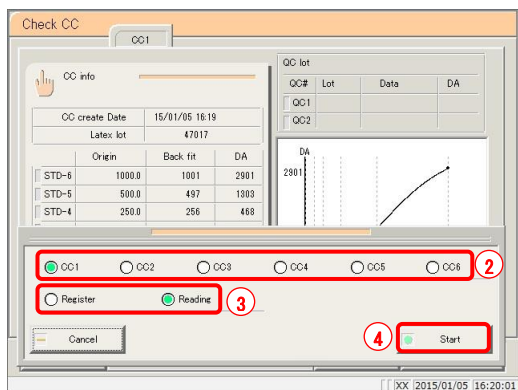 Check CC
CC1
CC info
CC create Date 15/01/05 16:19
Latex lot 47017
Origin Back fit DA
STD-6 1000.0 1001 2901
STD-5 500.0 497 1303
STD-4 250.0 256 468
QC lot
QC# Lot Data DA
QC1
QC2
DA
2901
CC1 CC2 CC3 CC4 CC5 CC6 2
Register Reading 3
4
Cancel Start
XX 2015/01/05 16:20:01